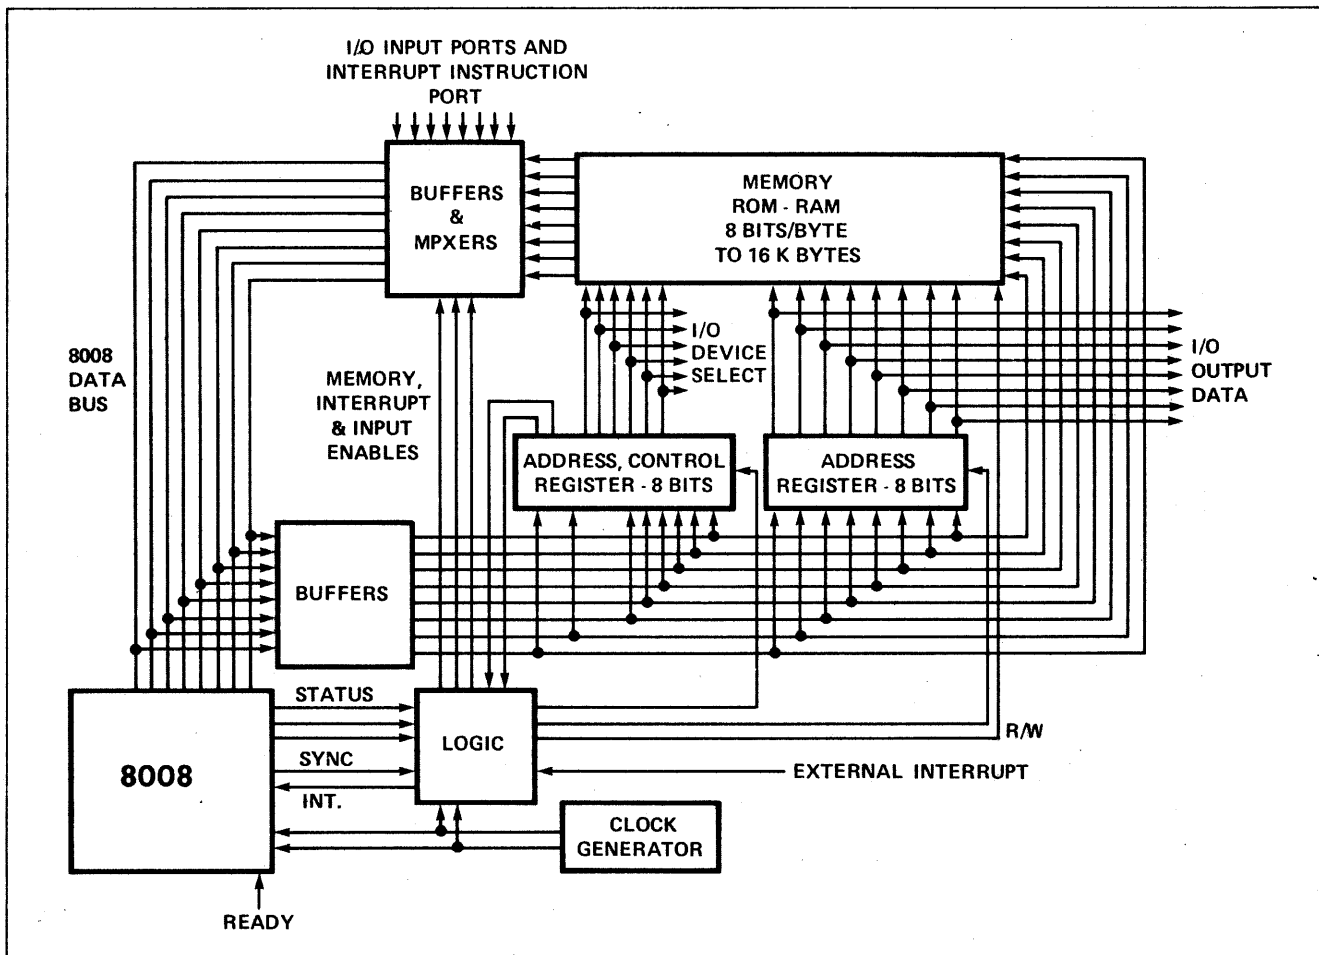 I/O INPUT PORTS AND
INTERRUPT INSTRUCTION
PORT
BUFFERS
&
MPXERS
MEMORY
ROM - RAM
8 BITS/BYTE
TO 16 K BYTES
8008
DATA
BUS
MEMORY,
INTERRUPT
& INPUT
ENABLES
I/O
DEVICE
SELECT
I/O
OUTPUT
DATA
ADDRESS, CONTROL
REGISTER - 8 BITS
ADDRESS
REGISTER - 8 BITS
BUFFERS
STATUS
LOGIC
R/W
8008
SYNC
INT.
EXTERNAL INTERRUPT
CLOCK
GENERATOR
READY